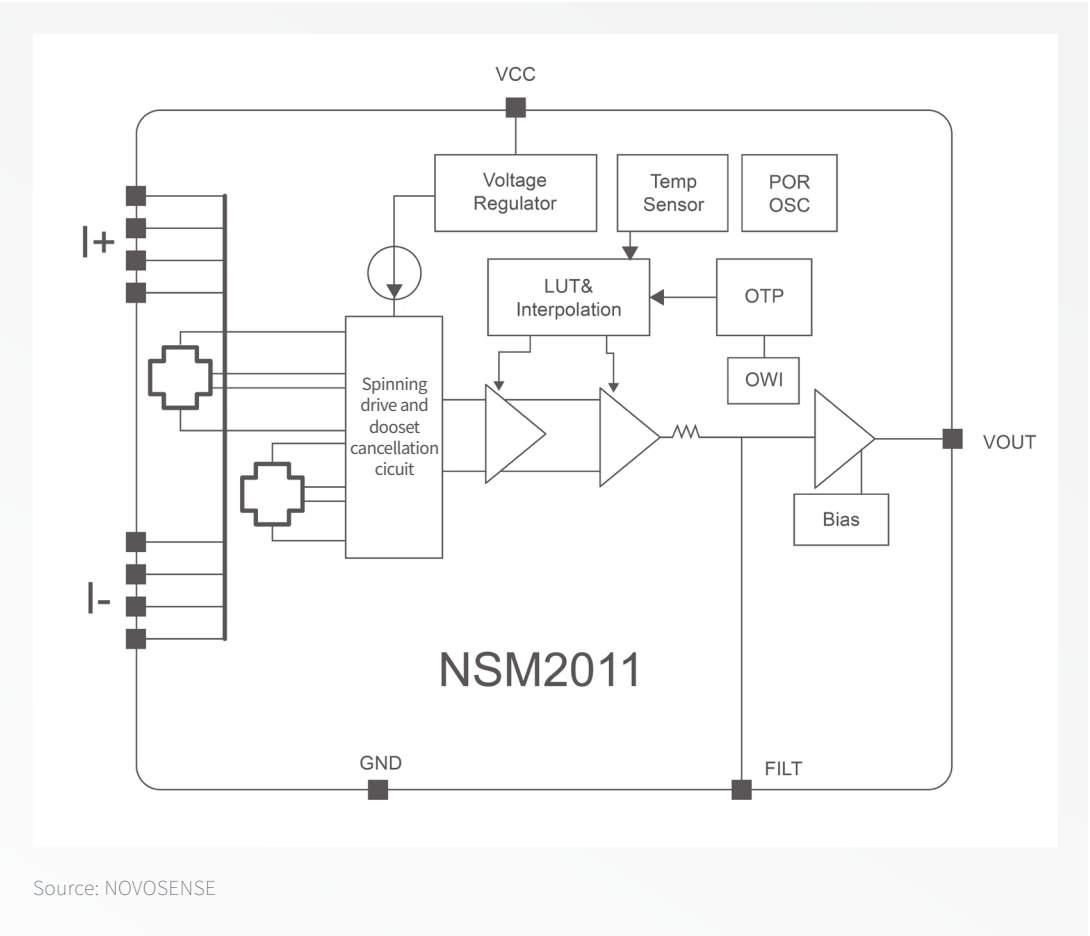 VCC
Voltage
Regulator
Temp
Sensor
POR
OSC
I+
LUT&
Interpolation
OTP
OWI
Spinning
drive and
dooset
cancellation
cicuit
VOUT
Bias
I-
NSM2011
GND
FILT
Source: NOVOSENSE